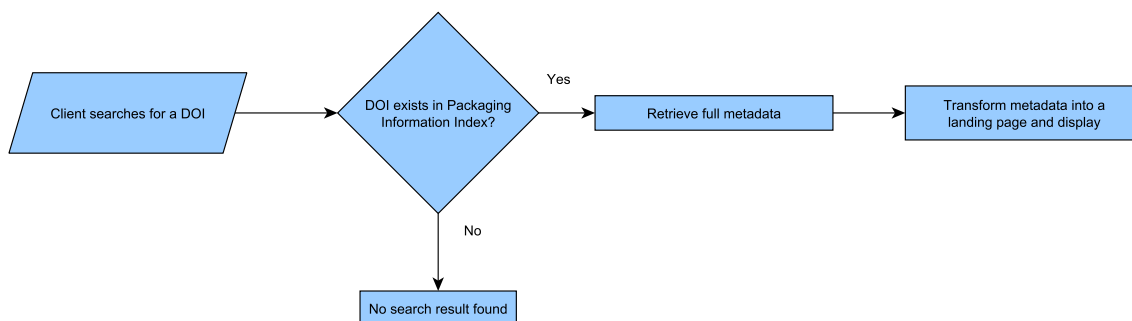 Client searches for a DOI
DOI exists in Packaging
Information Index?
Yes
Retrieve full metadata
Transform metadata into a
landing page and display
No
No search result found